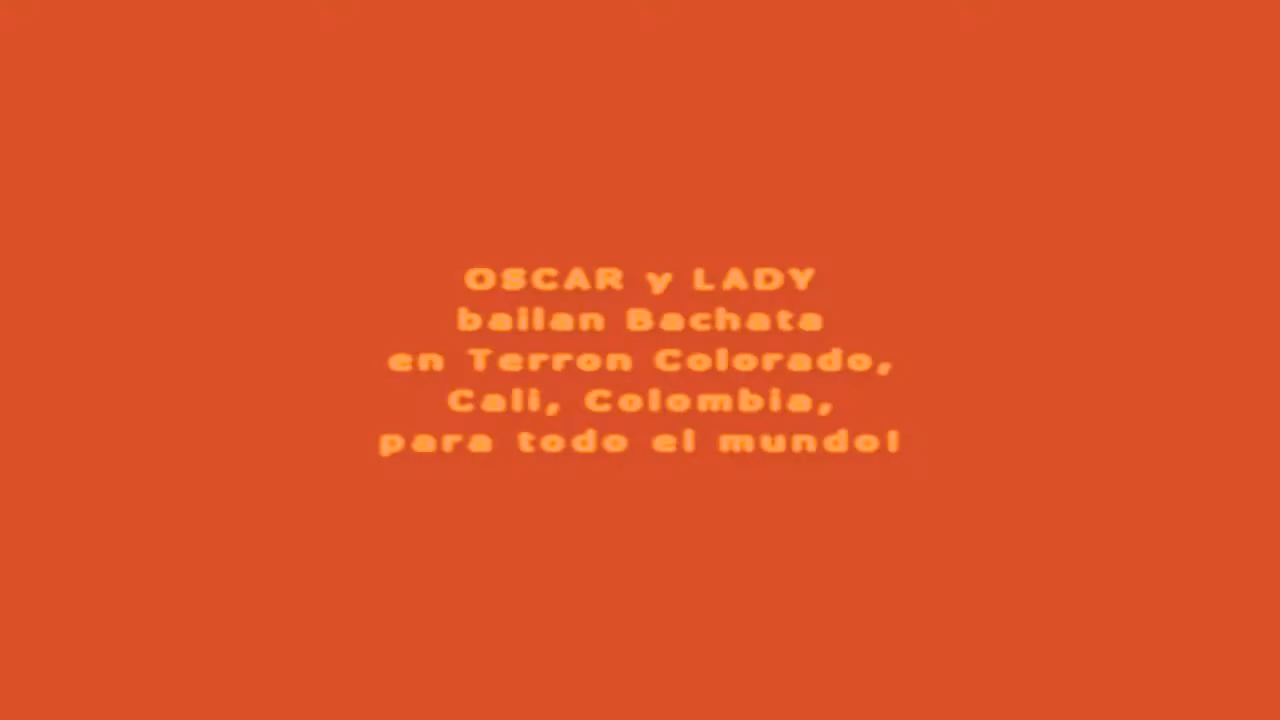 OSCAR y LADY
bailan Bachata
en Terron Colorado,
Cali, Colombia,
para todo el mundo!